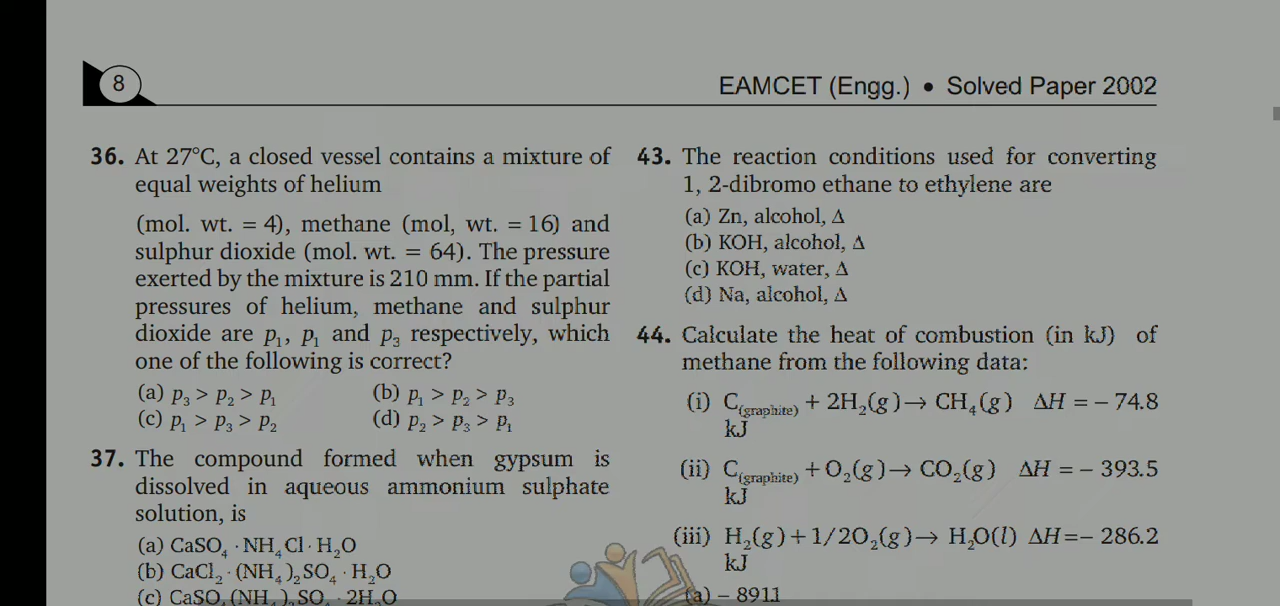 8
EAMCET (Engg.) • Solved Paper 2002
36. At 27°C, a closed vessel contains a mixture of
equal weights of helium
(mol. wt. = 4), methane (mol, wt. = 16) and
sulphur dioxide (mol. wt. = 64). The pressure
exerted by the mixture is 210 mm. If the partial
pressures of helium, methane and sulphur
dioxide are p₁, p₁ and p₃ respectively, which
one of the following is correct?
(a) p₃ > p₂ > p₁ (b) p₁ > p₂ > p₃
(c) p₁ > p₃ > p₂ (d) p₂ > p₃ > p₁
37. The compound formed when gypsum is
dissolved in aqueous ammonium sulphate
solution, is
(a) CaSO₄ · NH₄Cl · H₂O
(b) CaCl₂ · (NH₄)₂SO₄ · H₂O
(c) CaSO₄(NH₄)₂SO₄ · 2H₂O
43. The reaction conditions used for converting
1, 2-dibromo ethane to ethylene are
(a) Zn, alcohol, Δ
(b) KOH, alcohol, Δ
(c) KOH, water, Δ
(d) Na, alcohol, Δ
44. Calculate the heat of combustion (in kJ) of
methane from the following data:
(i) C(graphite) + 2H₂(g) → CH₄(g) ΔH = – 74.8
kJ
(ii) C(graphite) + O₂(g) → CO₂(g) ΔH = – 393.5
kJ
(iii) H₂(g) + 1/2O₂(g) → H₂O(l) ΔH = – 286.2
kJ
(a) – 8911